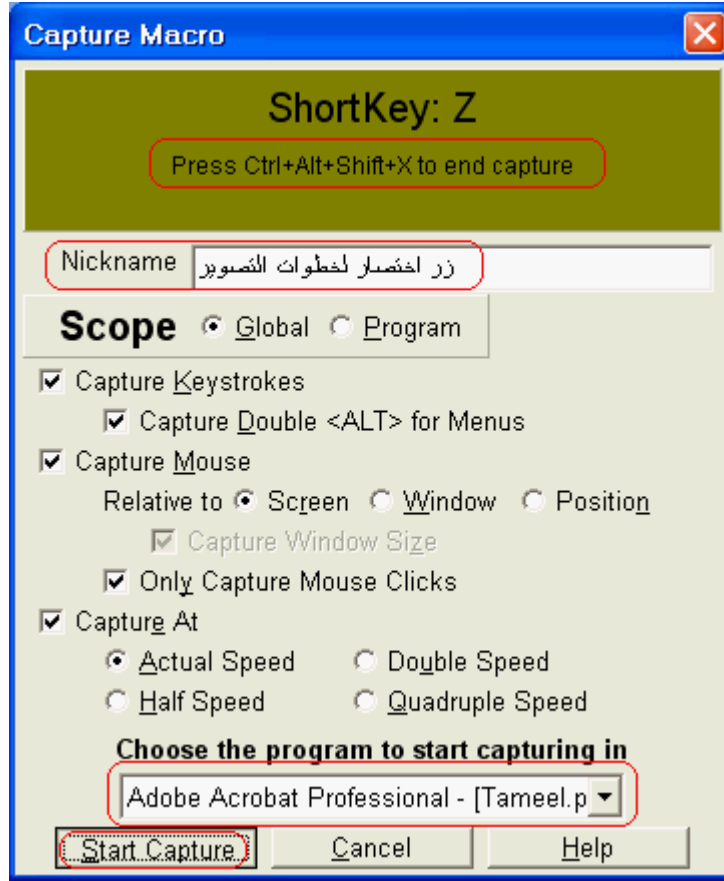 Capture Macro
ShortKey: Z
Press Ctrl+Alt+Shift+X to end capture
Nickname زر اختصار لخطوات التصوير
Scope Global Program
Capture Keystrokes
Capture Double <ALT> for Menus
Capture Mouse
Relative to Screen Window Position
Capture Window Size
Only Capture Mouse Clicks
Capture At
Actual Speed Double Speed
Half Speed Quadruple Speed
Choose the program to start capturing in
Adobe Acrobat Professional - [Tameel.p
Start Capture Cancel Help